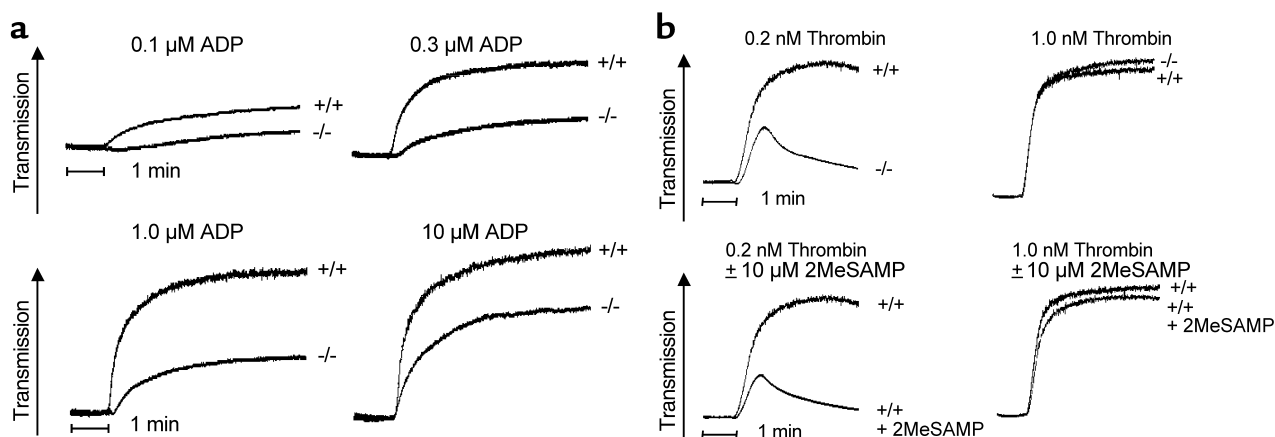 a
0.1 µM ADP
0.3 µM ADP
Transmission
+/+
-/-
1 min
+/+
-/-
1.0 µM ADP
10 µM ADP
Transmission
+/+
-/-
1 min
+/+
-/-
b
0.2 nM Thrombin
1.0 nM Thrombin
Transmission
+/+
-/-
1 min
-/-
+/+
0.2 nM Thrombin
± 10 µM 2MeSAMP
1.0 nM Thrombin
± 10 µM 2MeSAMP
Transmission
+/+
+/+
+ 2MeSAMP
1 min
+/+
+/+
+ 2MeSAMP